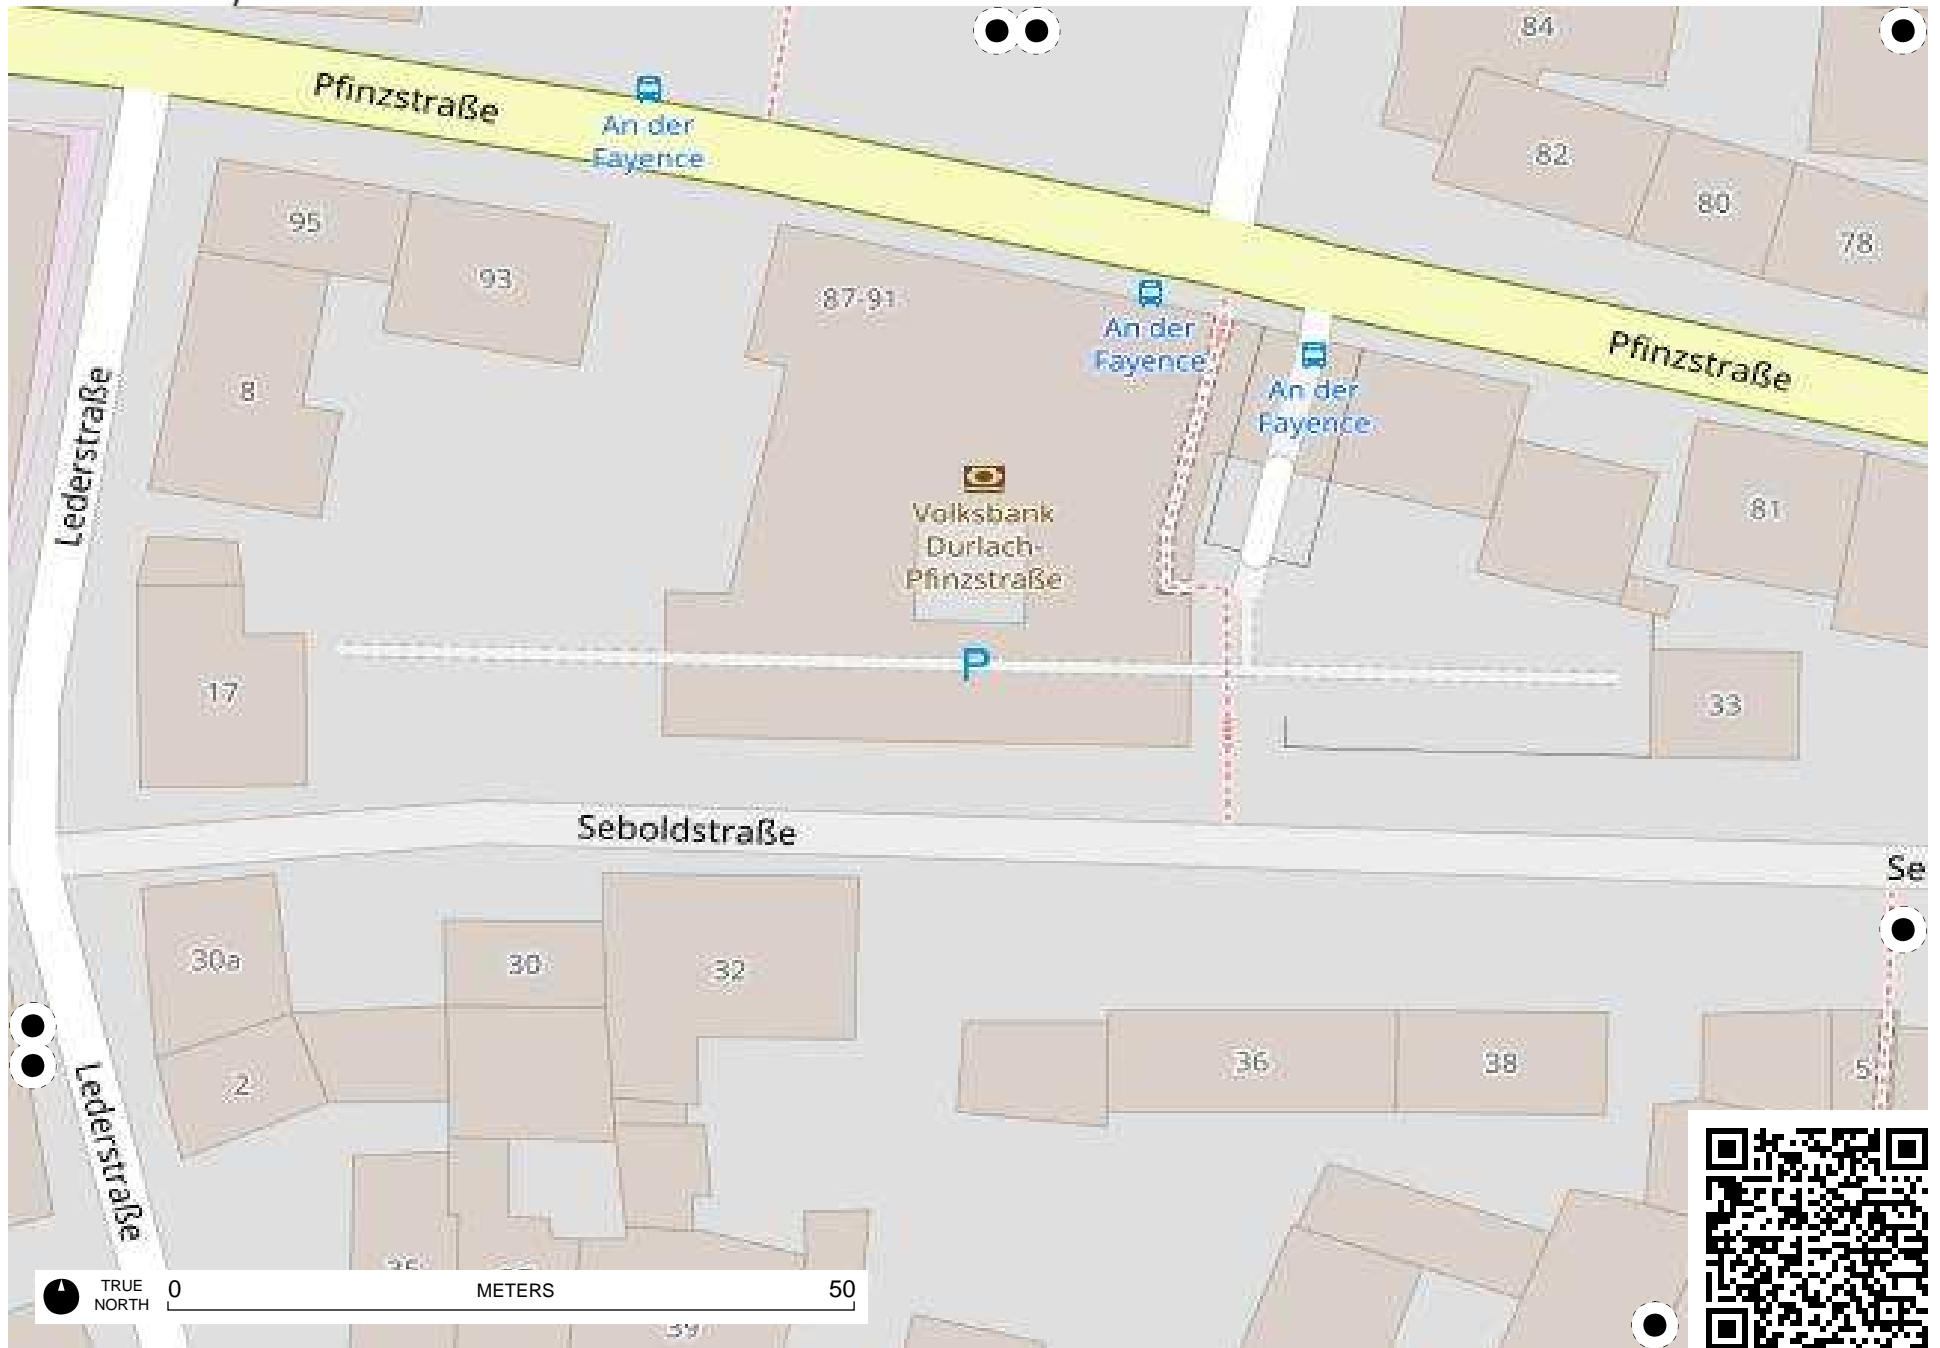 84
Pfinzstraße
An der
Fayence
82
80
78
95
93
87-91
An der
Fayence
Pfinzstraße
An der
Fayence
8
Lederstraße
Volksbank
Durlach-
Pfinzstraße
81
P
17
33
Seboldstraße
Se
30a
30
32
2
36
38
5
Lederstraße
35
TRUE
NORTH
0
METERS
50
39